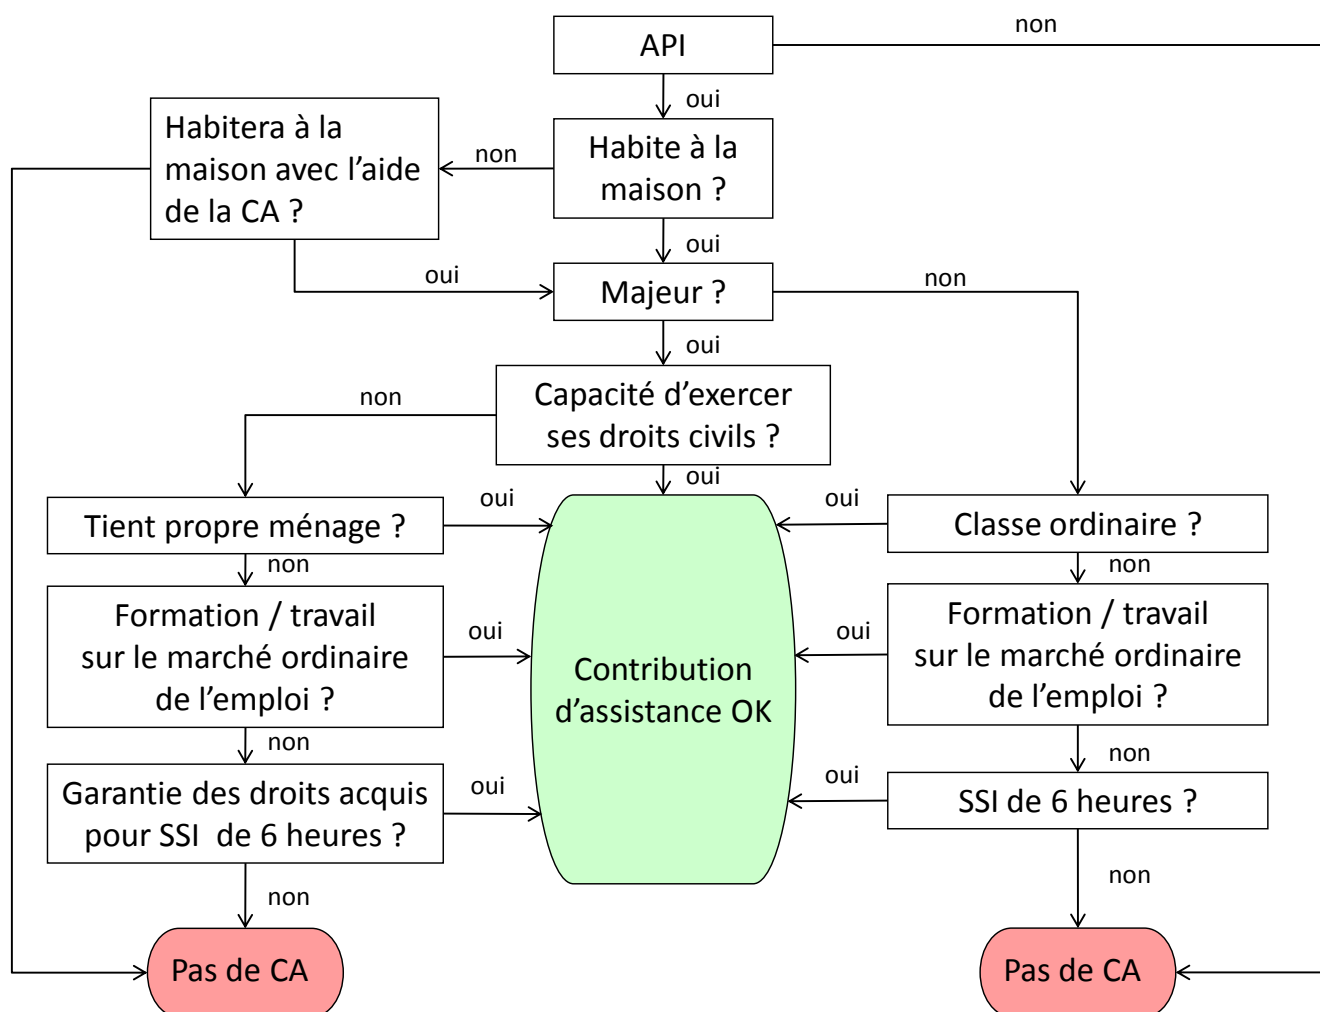 API
non
oui
Habitera à la
maison avec l'aide
de la CA ?
non
Habite à la
maison ?
oui
oui
Majeur ?
non
oui
non
Capacité d'exercer
ses droits civils ?
oui
Tient propre ménage ?
oui
oui
Classe ordinaire ?
non
non
Formation / travail
sur le marché ordinaire
de l'emploi ?
oui
Contribution
d'assistance OK
oui
Formation / travail
sur le marché ordinaire
de l'emploi ?
non
non
Garantie des droits acquis
pour SSI  de 6 heures ?
oui
oui
SSI de 6 heures ?
non
non
Pas de CA
Pas de CA